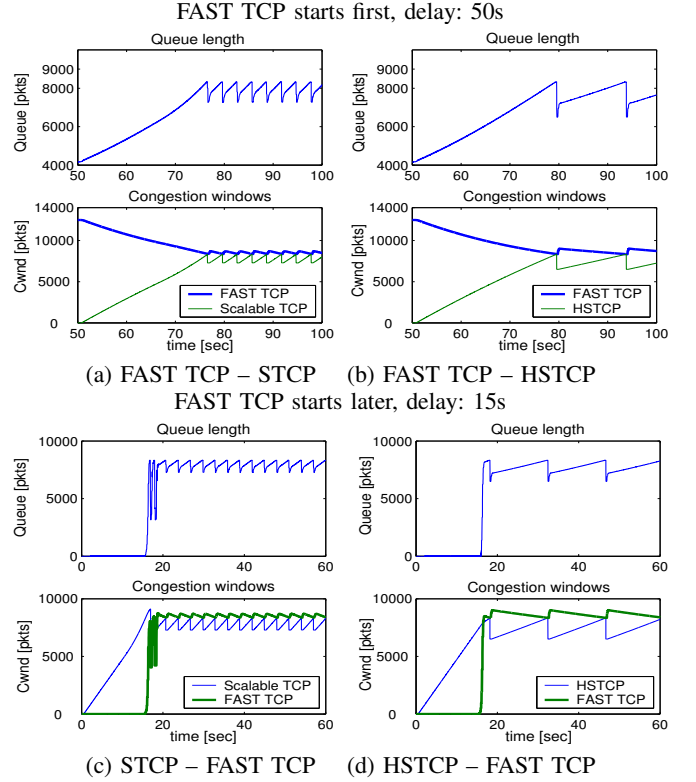 FAST TCP starts first, delay: 50s
Queue length
Queue length
Queue [pkts]
9000
8000
6000
4000
50 60 70 80 90 100
Queue [pkts]
9000
8000
6000
4000
50 60 70 80 90 100
Congestion windows
Congestion windows
Cwnd [pkts]
14000
10000
5000
0
FAST TCP
Scalable TCP
50 60 70 80 90 100
time [sec]
Cwnd [pkts]
14000
10000
5000
0
FAST TCP
HSTCP
50 60 70 80 90 100
time [sec]
(a) FAST TCP – STCP
(b) FAST TCP – HSTCP
FAST TCP starts later, delay: 15s
Queue length
Queue length
Queue [pkts]
10000
5000
0
0 20 40 60
Queue [pkts]
10000
5000
0
0 20 40 60
Congestion windows
Congestion windows
Cwnd [pkts]
10000
5000
0
Scalable TCP
FAST TCP
0 20 40 60
time [sec]
Cwnd [pkts]
10000
5000
0
HSTCP
FAST TCP
0 20 40 60
time [sec]
(c) STCP – FAST TCP
(d) HSTCP – FAST TCP